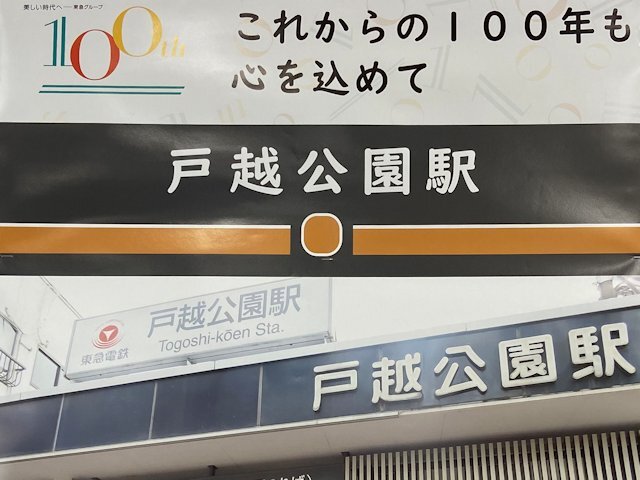 美しい時代へ―東急グループ
100th
これからの100年も
心を込めて
戸越公園駅
東急電鉄
戸越公園駅
Togoshi-kōen Sta.
戸越公園駅